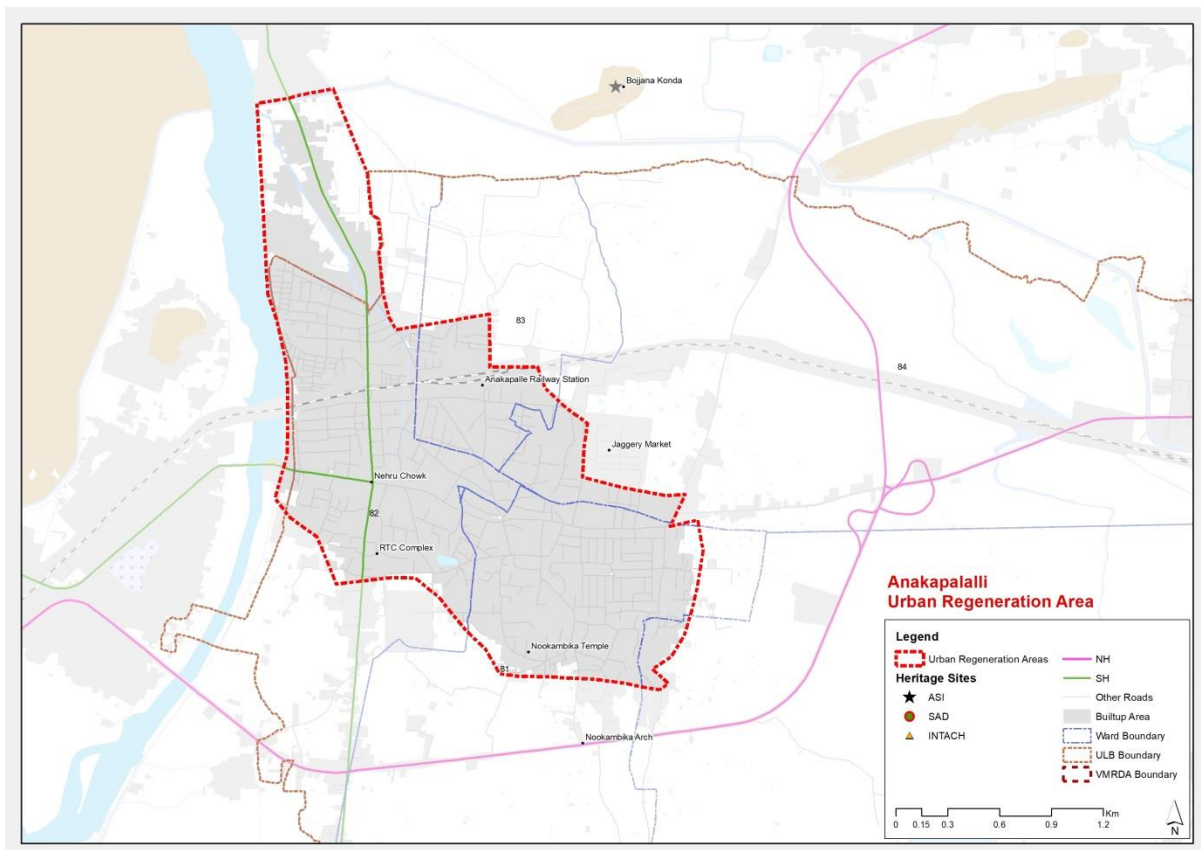 Bojjana Konda
83
84
Anakapalle Railway Station
Jaggery Market
Nehru Chowk
82
RTC Complex
Nookambika Temple
81
Nookambika Arch
Anakapalalli
Urban Regeneration Area
Legend
Urban Regeneration Areas
Heritage Sites
ASI
SAD
INTACH
NH
SH
Other Roads
Builtup Area
Ward Boundary
ULB Boundary
VMRDA Boundary
0 0.15 0.3 0.6 0.9 1.2 Km
N